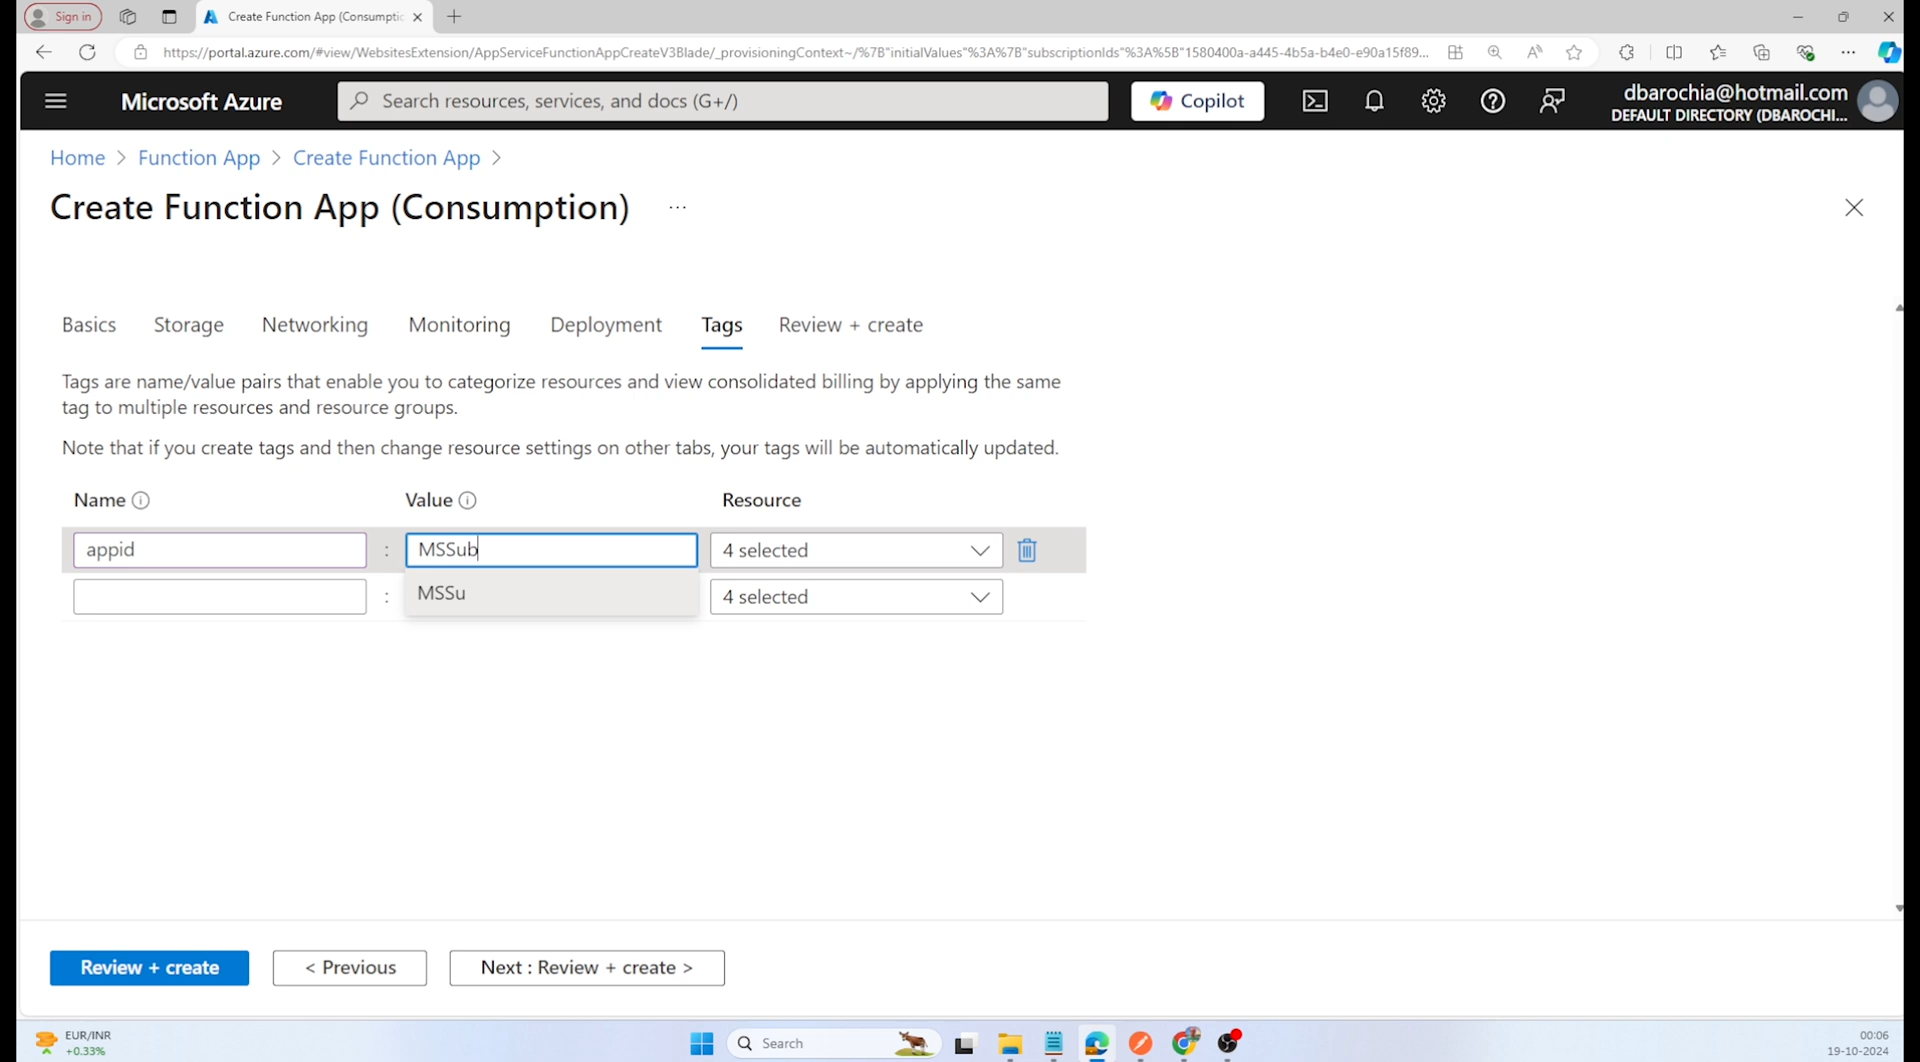 Sign in
Create Function App (Consumptic
https://portal.azure.com/#view/WebsitesExtension/AppServiceFunctionAppCreateV3Blade/_provisioningContext~/%7B"initialValues"%3A%7B"subscriptionIds"%3A%5B"1580400a-a445-4b5a-b4e0-e90a15f89...
Microsoft Azure
Search resources, services, and docs (G+/)
Copilot
dbarochia@hotmail.com
DEFAULT DIRECTORY (DBAROCHI...
Home > Function App > Create Function App >
Create Function App (Consumption) ...
Basics Storage Networking Monitoring Deployment Tags Review + create
Tags are name/value pairs that enable you to categorize resources and view consolidated billing by applying the same
tag to multiple resources and resource groups.
Note that if you create tags and then change resource settings on other tabs, your tags will be automatically updated.
Name Value Resource
appid : MSSub 4 selected
: MSSu 4 selected
Review + create < Previous Next : Review + create >
EUR/INR
+0.33%
Search
00:06
19-10-2024